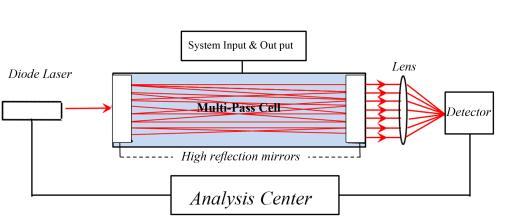 System Input & Out put
Lens
Diode Laser
Multi-Pass Cell
Detector
High reflection mirrors
Analysis Center